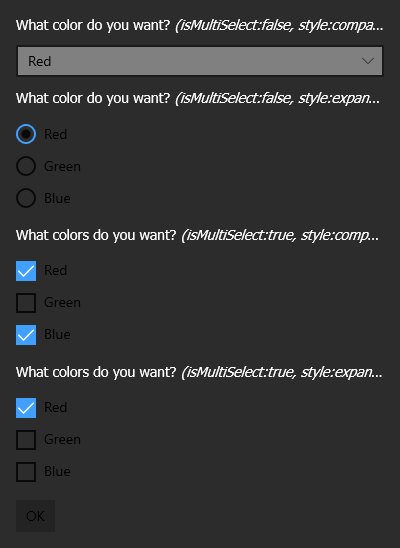 What color do you want? (isMultiSelect:false, style:compa...
Red
What color do you want? (isMultiSelect:false, style:expan...
Red
Green
Blue
What colors do you want? (isMultiSelect:true, style:comp...
Red
Green
Blue
What colors do you want? (isMultiSelect:true, style:expan...
Red
Green
Blue
OK